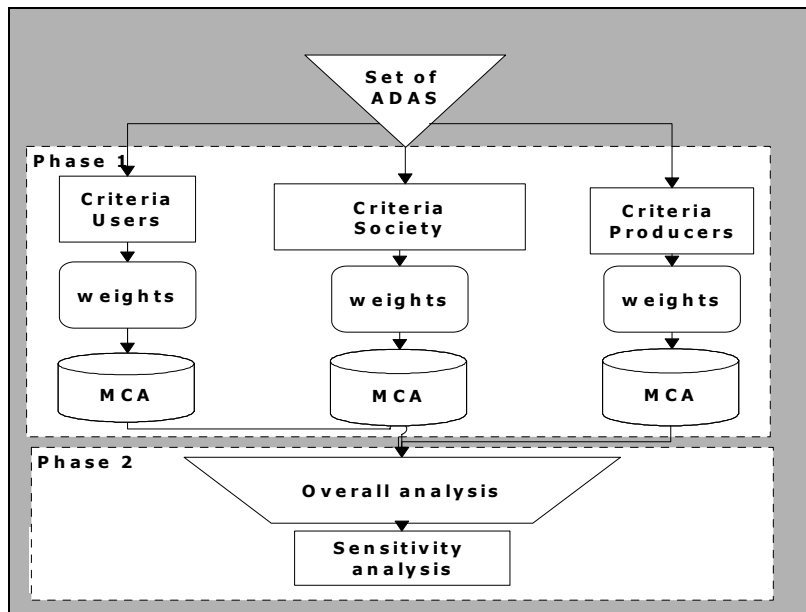 Set of
ADAS
Phase 1
Criteria
Users
Criteria
Society
Criteria
Producers
weights
weights
weights
MCA
MCA
MCA
Phase 2
Overall analysis
Sensitivity
analysis